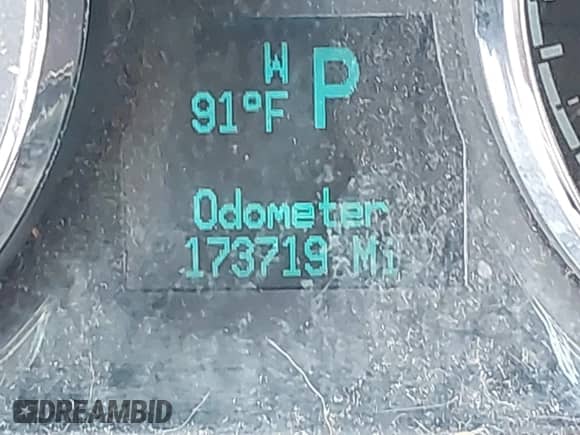 W
91°F P
Odometer
173719 Mi
DREAMBID